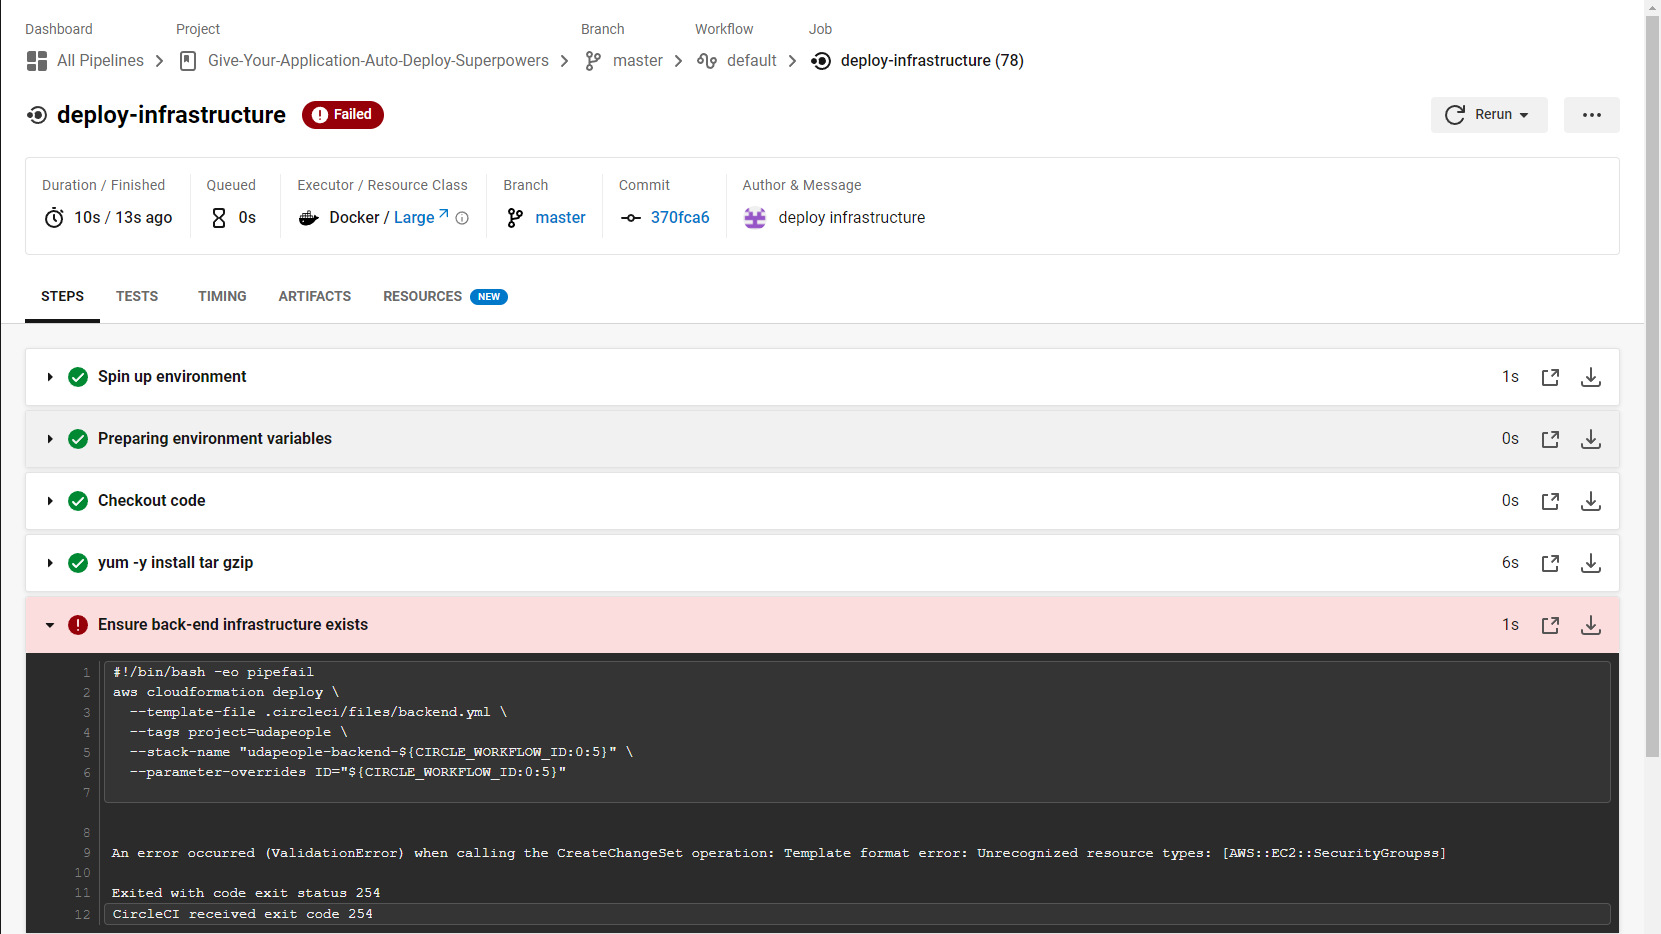 Dashboard Project Branch Workflow Job
All Pipelines Give-Your-Application-Auto-Deploy-Superpowers master default deploy-infrastructure (78)
deploy-infrastructure Failed Rerun
Duration / Finished Queued Executor / Resource Class Branch Commit Author & Message
10s / 13s ago 0s Docker / Large master 370fca6 deploy infrastructure
STEPS TESTS TIMING ARTIFACTS RESOURCES NEW
Spin up environment 1s
Preparing environment variables 0s
Checkout code 0s
yum -y install tar gzip 6s
Ensure back-end infrastructure exists 1s
1 #!/bin/bash -eo pipefail
2 aws cloudformation deploy \
3 --template-file .circleci/files/backend.yml \
4 --tags project=udapeople \
5 --stack-name "udapeople-backend-${CIRCLE_WORKFLOW_ID:0:5}" \
6 --parameter-overrides ID="${CIRCLE_WORKFLOW_ID:0:5}"
7
8
9 An error occurred (ValidationError) when calling the CreateChangeSet operation: Template format error: Unrecognized resource types: [AWS::EC2::SecurityGroupss]
10
11 Exited with code exit status 254
12 CircleCI received exit code 254